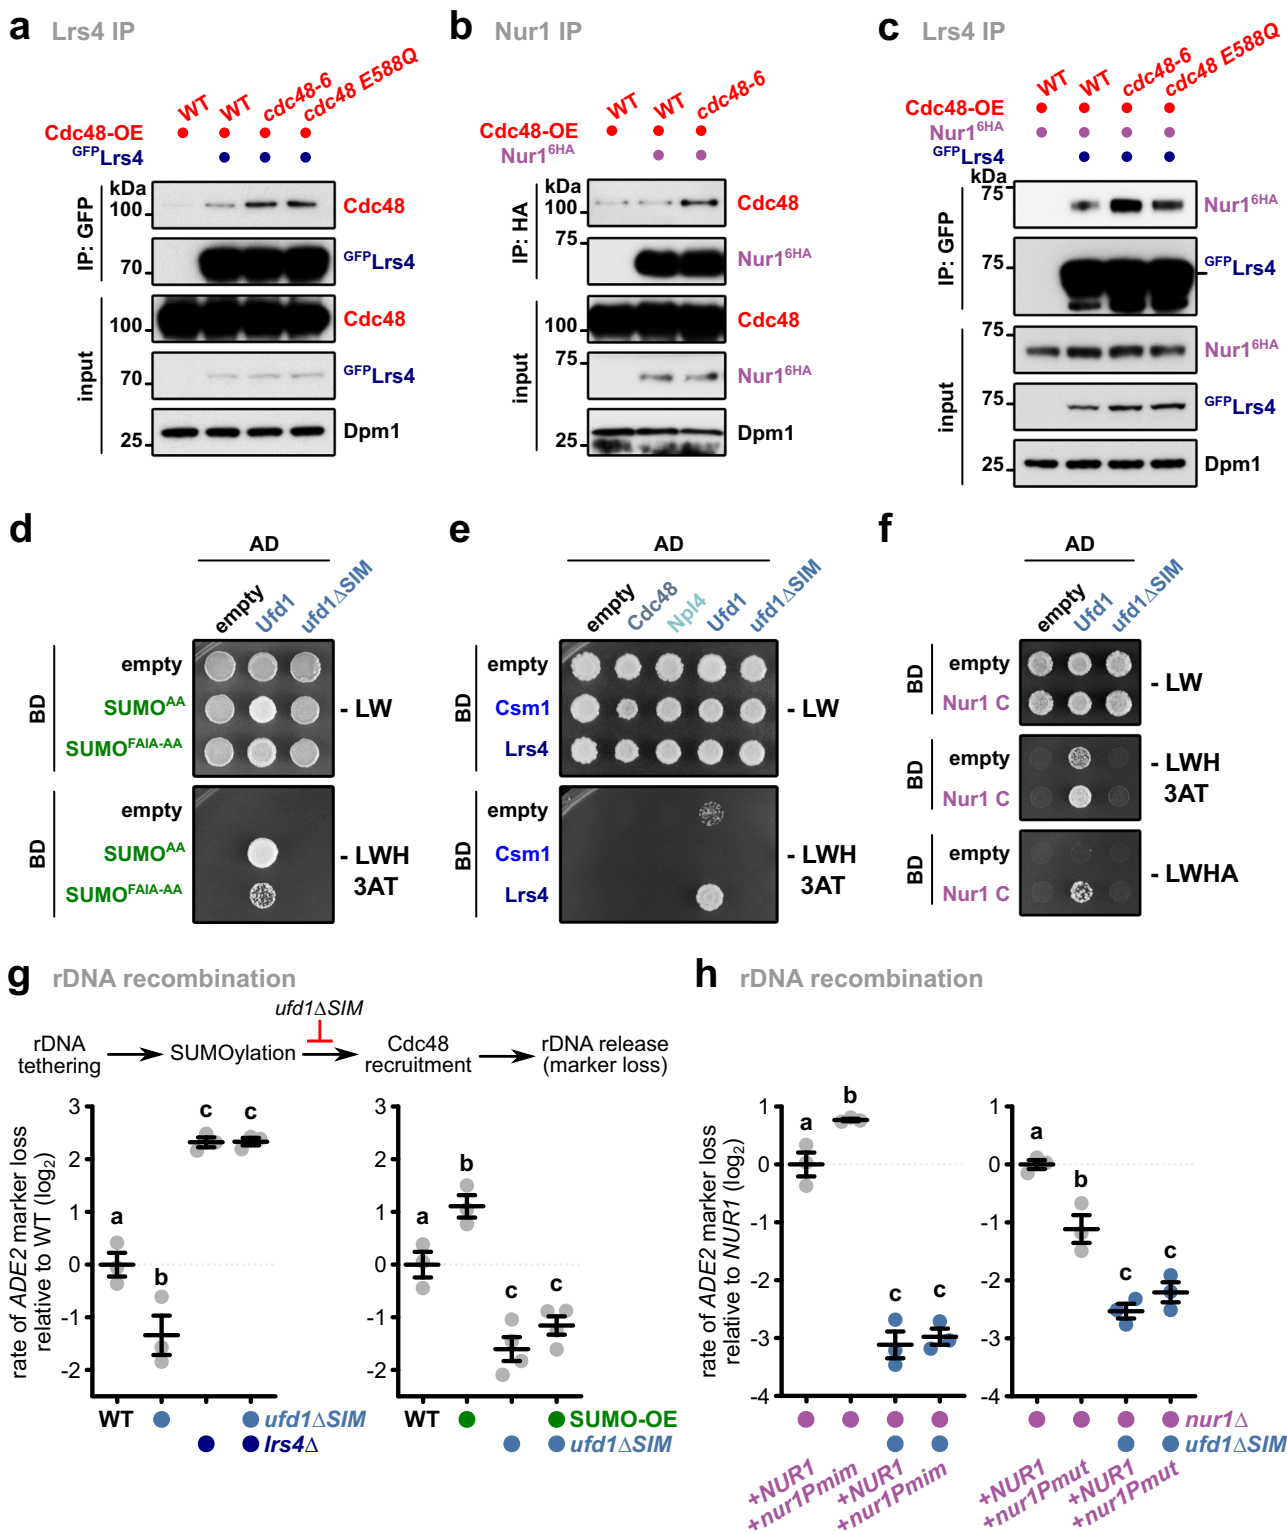 a Lrs4 IP
WT WT cdc48-6 cdc48 E588Q
Cdc48-OE
GFPLrs4
kDa
IP: GFP
100 Cdc48
70 GFPLrs4
input
100 Cdc48
70 GFPLrs4
25 Dpm1
b Nur1 IP
WT WT cdc48-6
Cdc48-OE
Nur16HA
kDa
IP: HA
100 Cdc48
75 Nur16HA
input
100 Cdc48
75 Nur16HA
25 Dpm1
c Lrs4 IP
WT WT cdc48-6 cdc48 E588Q
Cdc48-OE
Nur16HA
GFPLrs4
kDa
IP: GFP
75 Nur16HA
75 GFPLrs4
input
75 Nur16HA
75 GFPLrs4
25 Dpm1
d
AD
empty Ufd1 ufd1ΔSIM
BD
empty
SUMOAA - LW
SUMOFAIA-AA
BD
empty
SUMOAA - LWH
SUMOFAIA-AA 3AT
e
AD
empty Cdc48 Npl4 Ufd1 ufd1ΔSIM
BD
empty
Csm1 - LW
Lrs4
BD
empty
Csm1 - LWH
Lrs4 3AT
f
AD
empty Ufd1 ufd1ΔSIM
BD
empty - LW
Nur1 C
BD
empty - LWH
Nur1 C 3AT
BD
empty - LWHA
Nur1 C
g rDNA recombination
ufd1ΔSIM
rDNA tethering
SUMOylation
Cdc48 recruitment
rDNA release (marker loss)
rate of ADE2 marker loss
relative to WT (log2)
3
2
1
0
-1
-2
a b c c
WT
ufd1ΔSIM
lrs4Δ
3
2
1
0
-1
-2
a b c c
WT
SUMO-OE
ufd1ΔSIM
h rDNA recombination
rate of ADE2 marker loss
relative to NUR1 (log2)
1
0
-1
-2
-3
-4
a b c c
+NUR1
+nur1Pmim
+NUR1
+nur1Pmim
1
0
-1
-2
-3
-4
a b c c
nur1Δ
ufd1ΔSIM
+NUR1
+nur1Pmut
+NUR1
+nur1Pmut